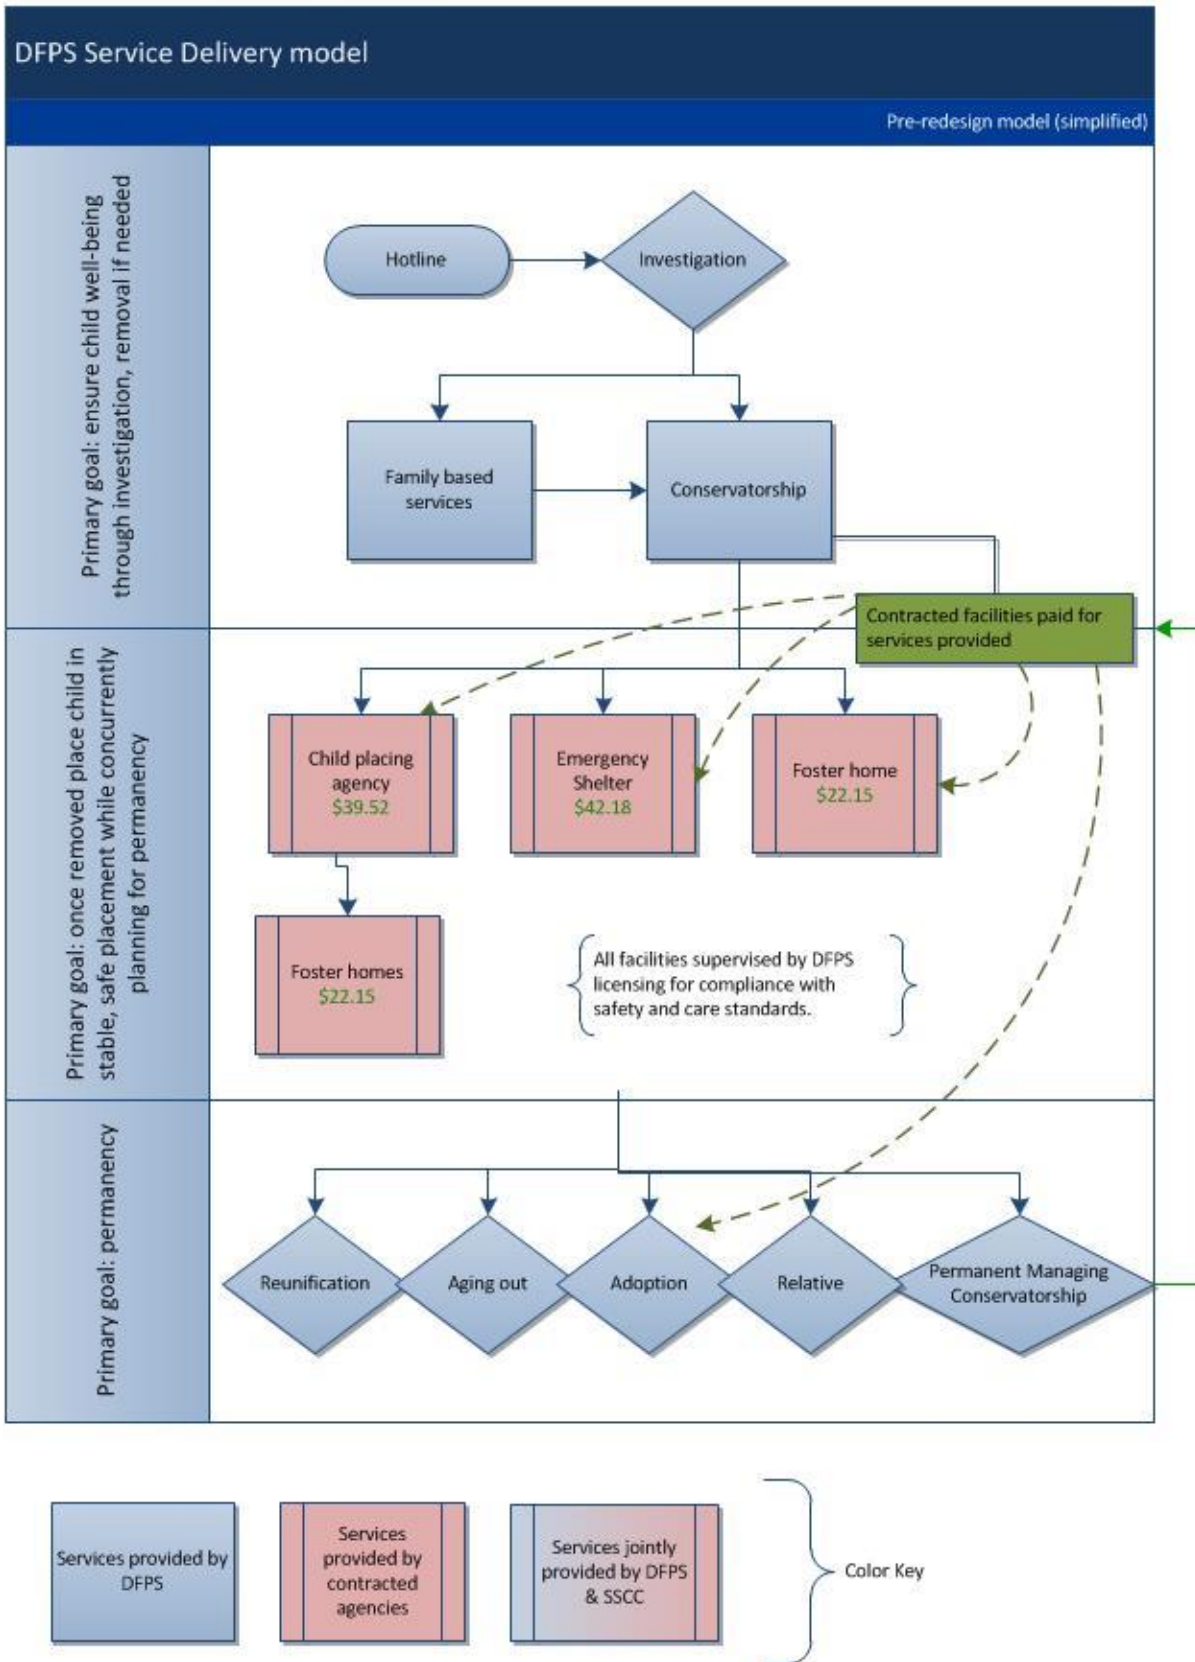 DFPS Service Delivery model
Pre-redesign model (simplified)
Primary goal: ensure child well-being
through investigation, removal if needed
Hotline
Investigation
Family based
services
Conservatorship
Contracted facilities paid for
services provided
Primary goal: once removed place child in
stable, safe placement while concurrently
planning for permanency
Child placing
agency
$39.52
Emergency
Shelter
$42.18
Foster home
$22.15
Foster homes
$22.15
All facilities supervised by DFPS
licensing for compliance with
safety and care standards.
Primary goal: permanency
Reunification
Aging out
Adoption
Relative
Permanent Managing
Conservatorship
Services provided by
DFPS
Services
provided by
contracted
agencies
Services jointly
provided by DFPS
& SSCC
Color Key